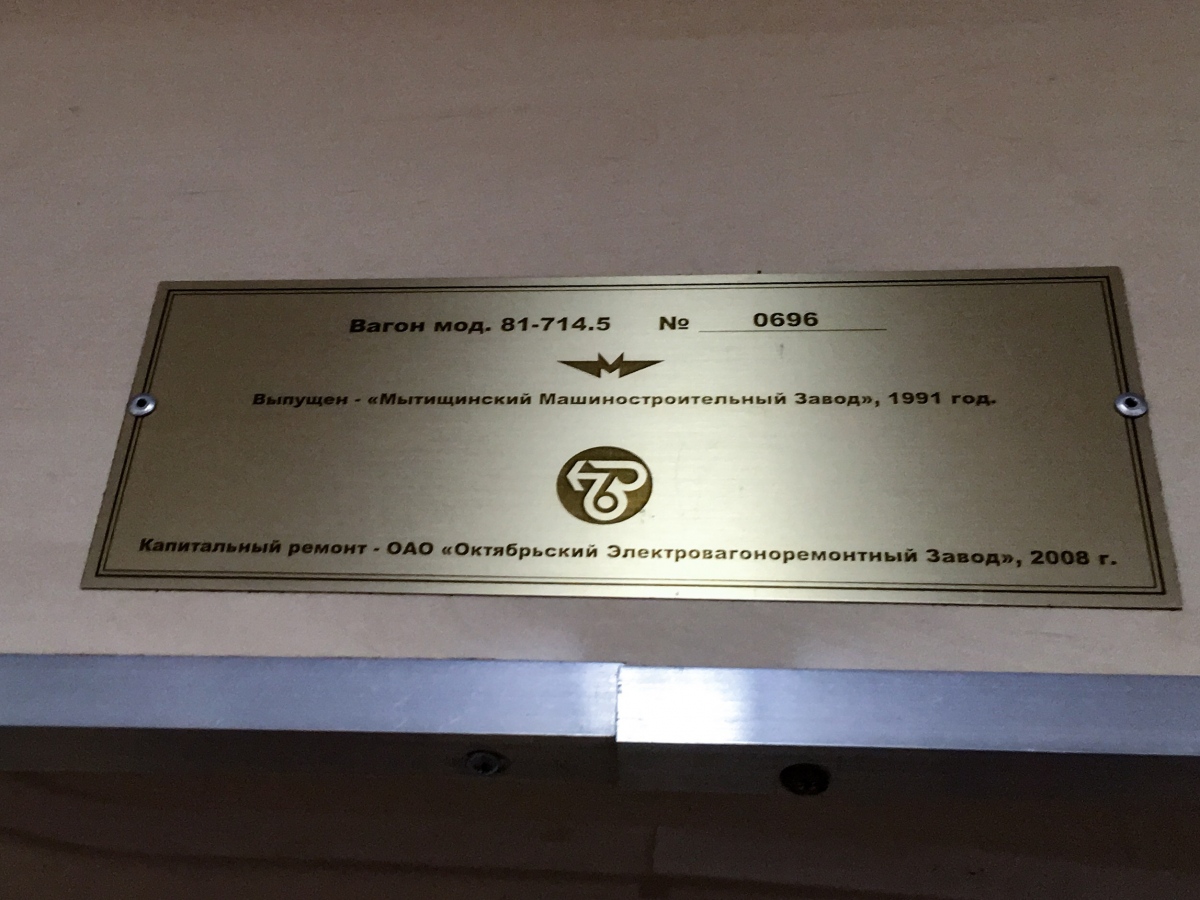 Вагон мод. 81-714.5 № 0696
Выпущен - «Мытищинский Машиностроительный Завод», 1991 год.
Капитальный ремонт - ОАО «Октябрьский Электровагоноремонтный Завод», 2008 г.